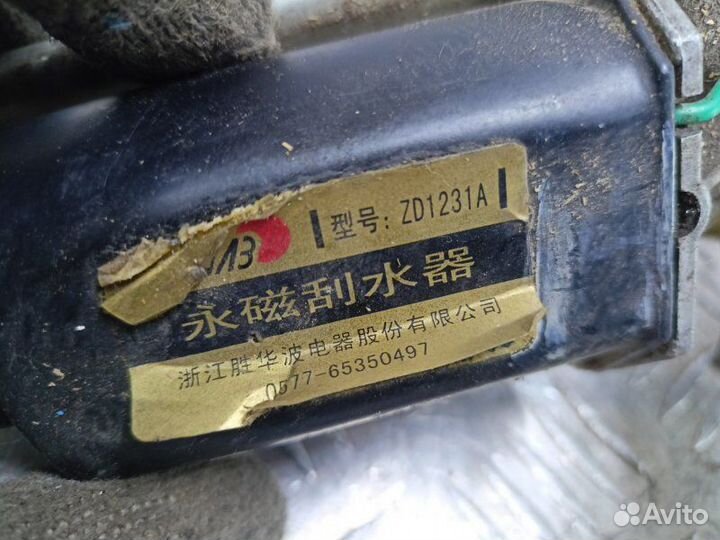 型号: ZD1231A
永磁刮水器
浙江胜华波电器股份有限公司
0577-65350497
Avito